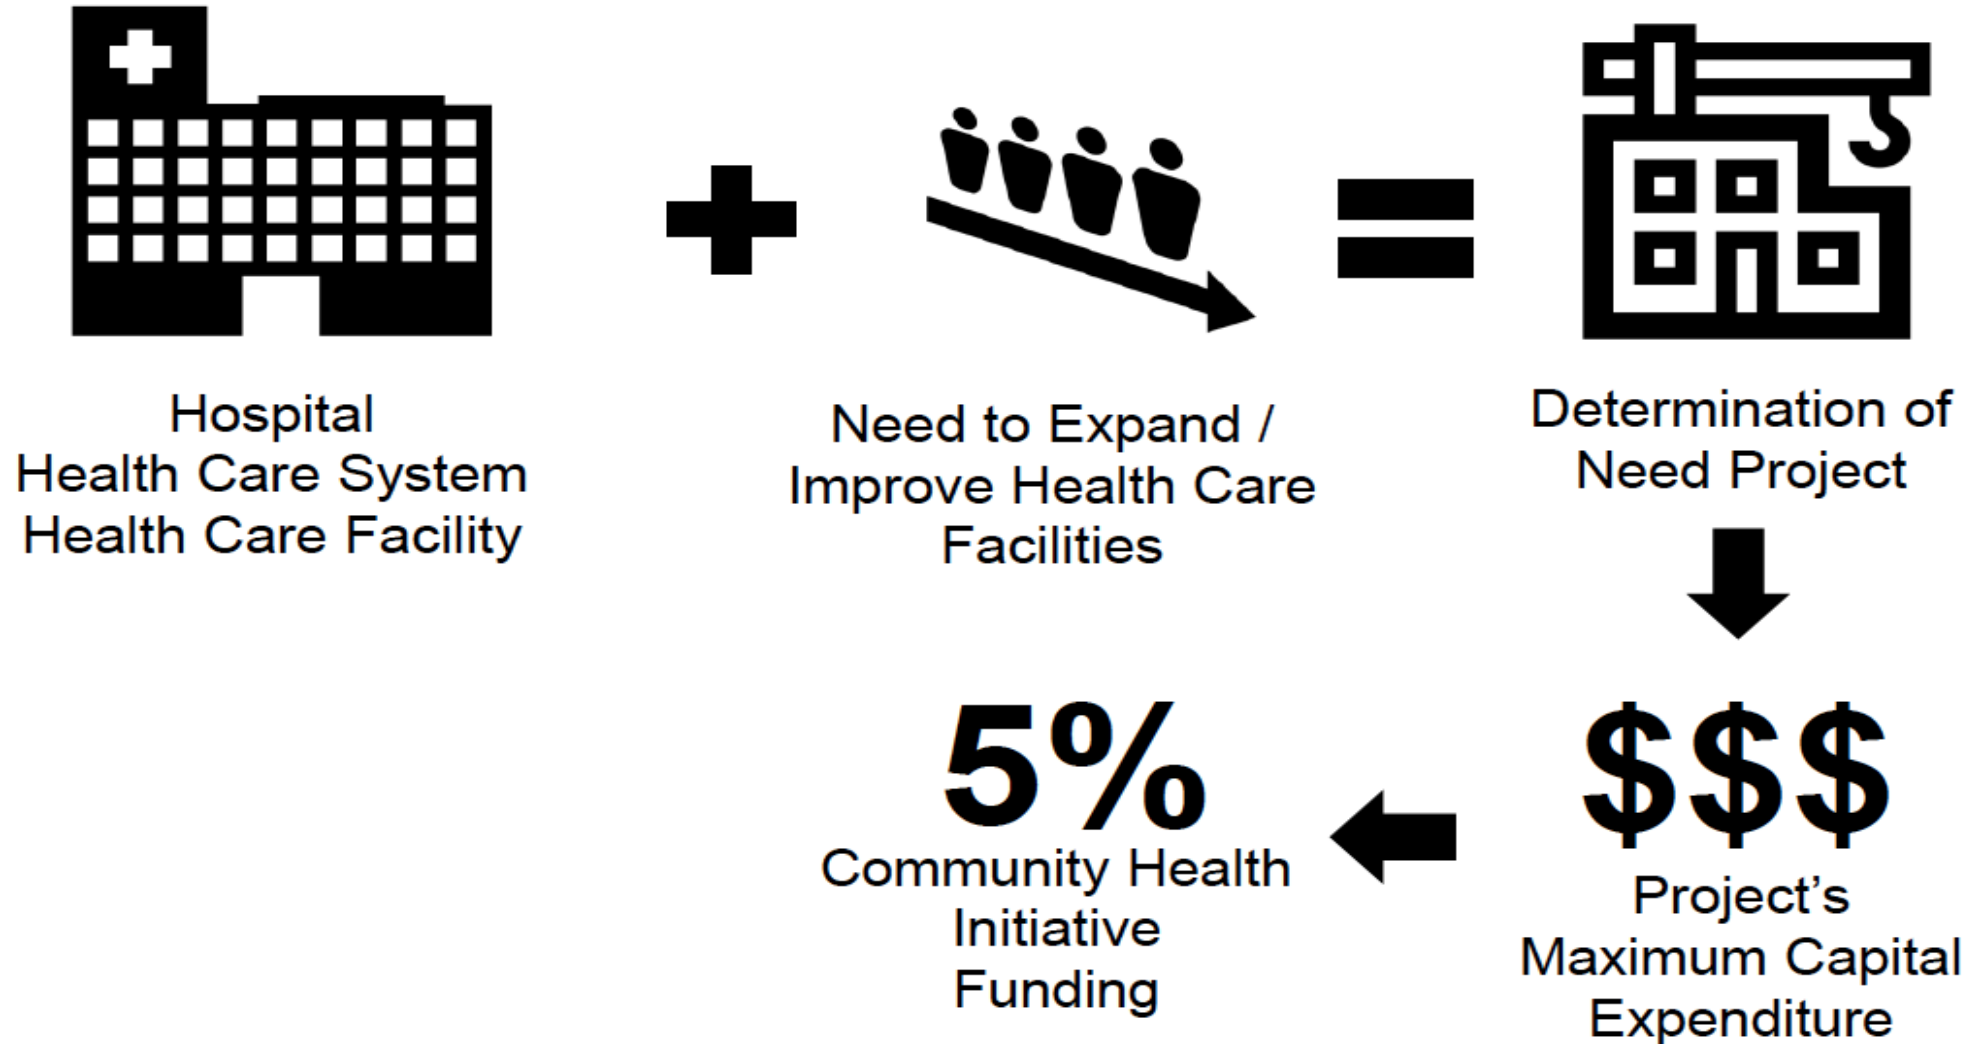 Hospital
Health Care System
Health Care Facility
Need to Expand /
Improve Health Care
Facilities
Determination of
Need Project
$$$
Project’s
Maximum Capital
Expenditure
5%
Community Health
Initiative
Funding